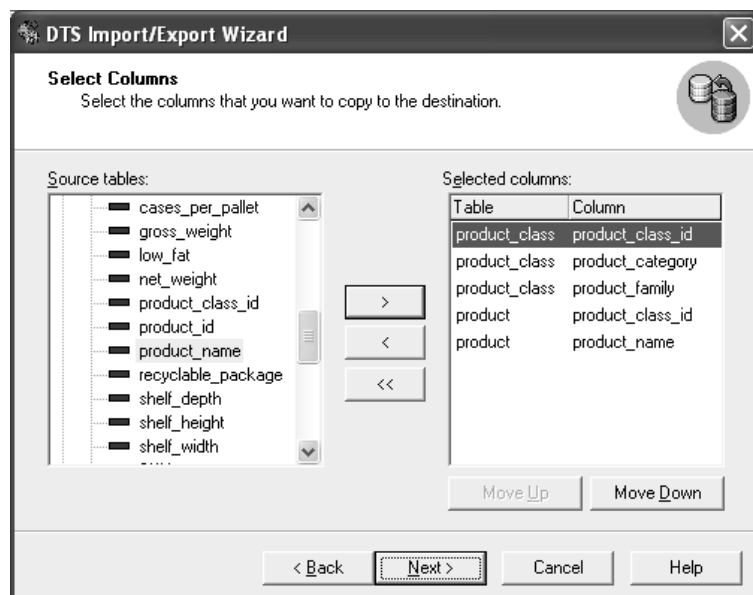 DTS Import/Export Wizard
Select Columns
Select the columns that you want to copy to the destination.
Source tables:
cases_per_pallet
gross_weight
low_fat
net_weight
product_class_id
product_id
product_name
recyclable_package
shelf_depth
shelf_height
shelf_width
>
<
<<
Selected columns:
Table Column
product_class product_class_id
product_class product_category
product_class product_family
product product_class_id
product product_name
Move Up Move Down
< Back Next > Cancel Help